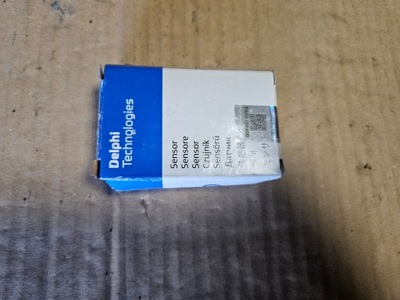 Delphi
Technologies
Sensor
Sensore
Sensor
Czujnik
Sensörü
Датчик